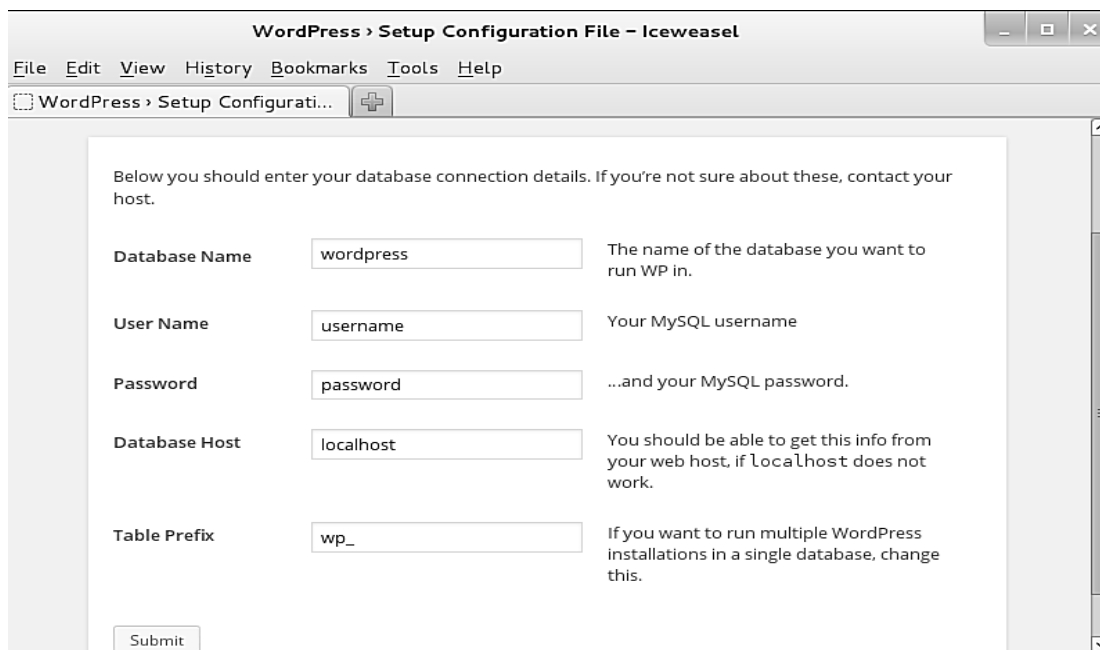 WordPress › Setup Configuration File – Iceweasel
File Edit View History Bookmarks Tools Help
WordPress › Setup Configurati...
Below you should enter your database connection details. If you’re not sure about these, contact your
host.
Database Name
wordpress
The name of the database you want to
run WP in.
User Name
username
Your MySQL username
Password
password
...and your MySQL password.
Database Host
localhost
You should be able to get this info from
your web host, if localhost does not
work.
Table Prefix
wp_
If you want to run multiple WordPress
installations in a single database, change
this.
Submit